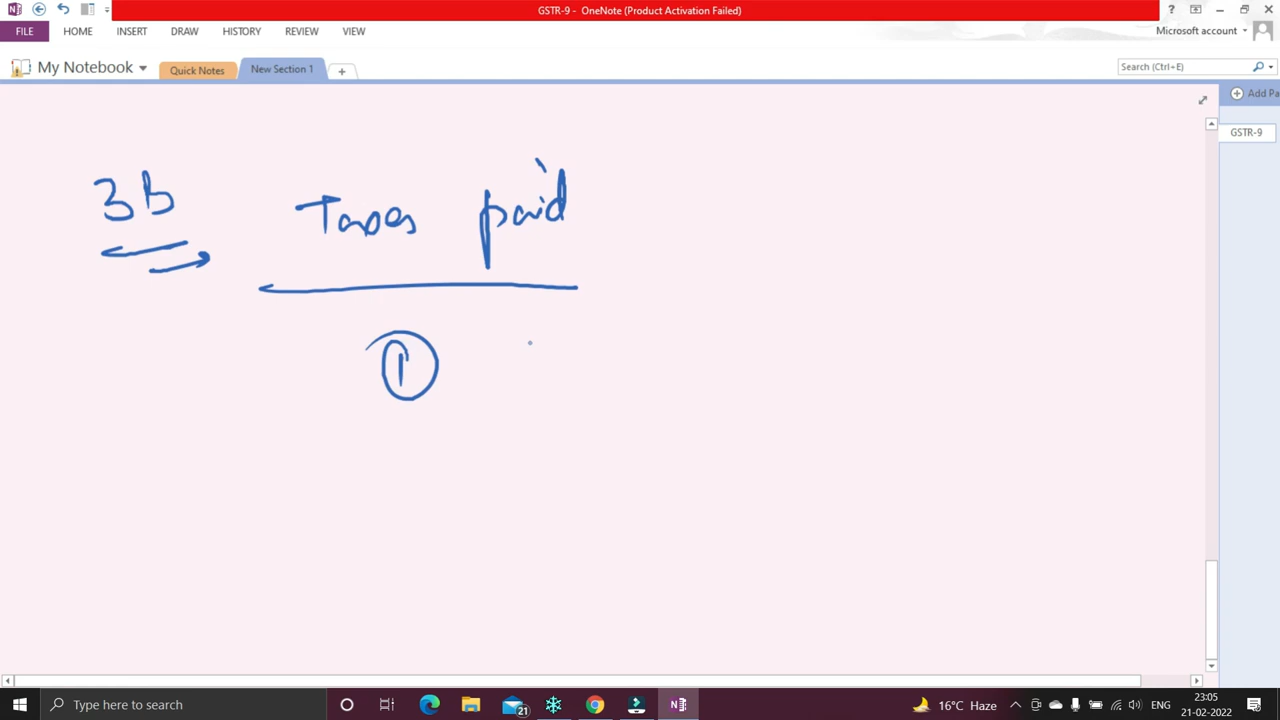 GSTR-9 - OneNote (Product Activation Failed)
?
FILE HOME INSERT DRAW HISTORY REVIEW VIEW
Microsoft account
My Notebook
Quick Notes
New Section 1
+
Search (Ctrl+E)
Add Pa
GSTR-9
3b Taxes paid
1
Type here to search
21
16°C Haze
ENG
23:05
21-02-2022